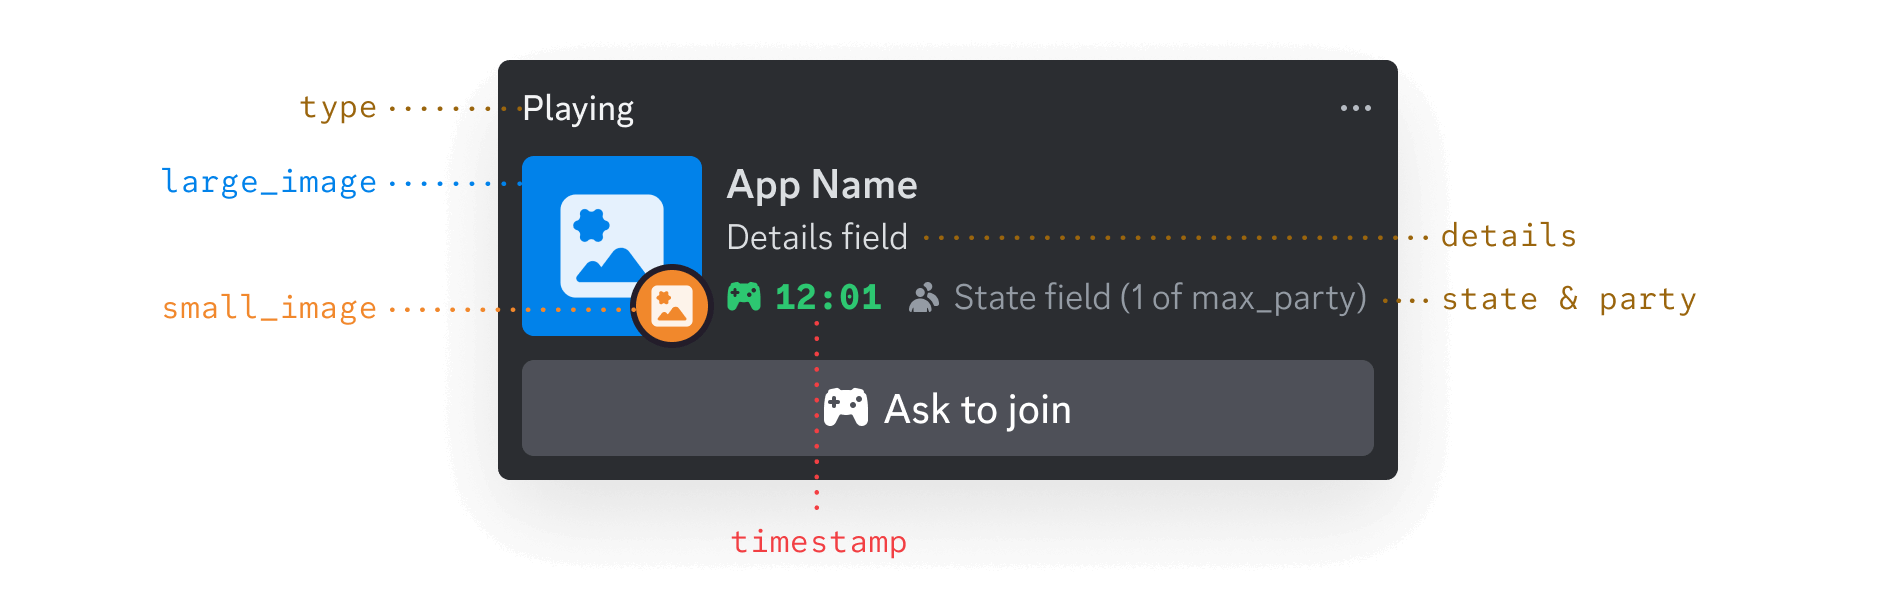 type
Playing
large_image
App Name
Details field
details
small_image
12:01
State field (1 of max_party)
state & party
Ask to join
timestamp